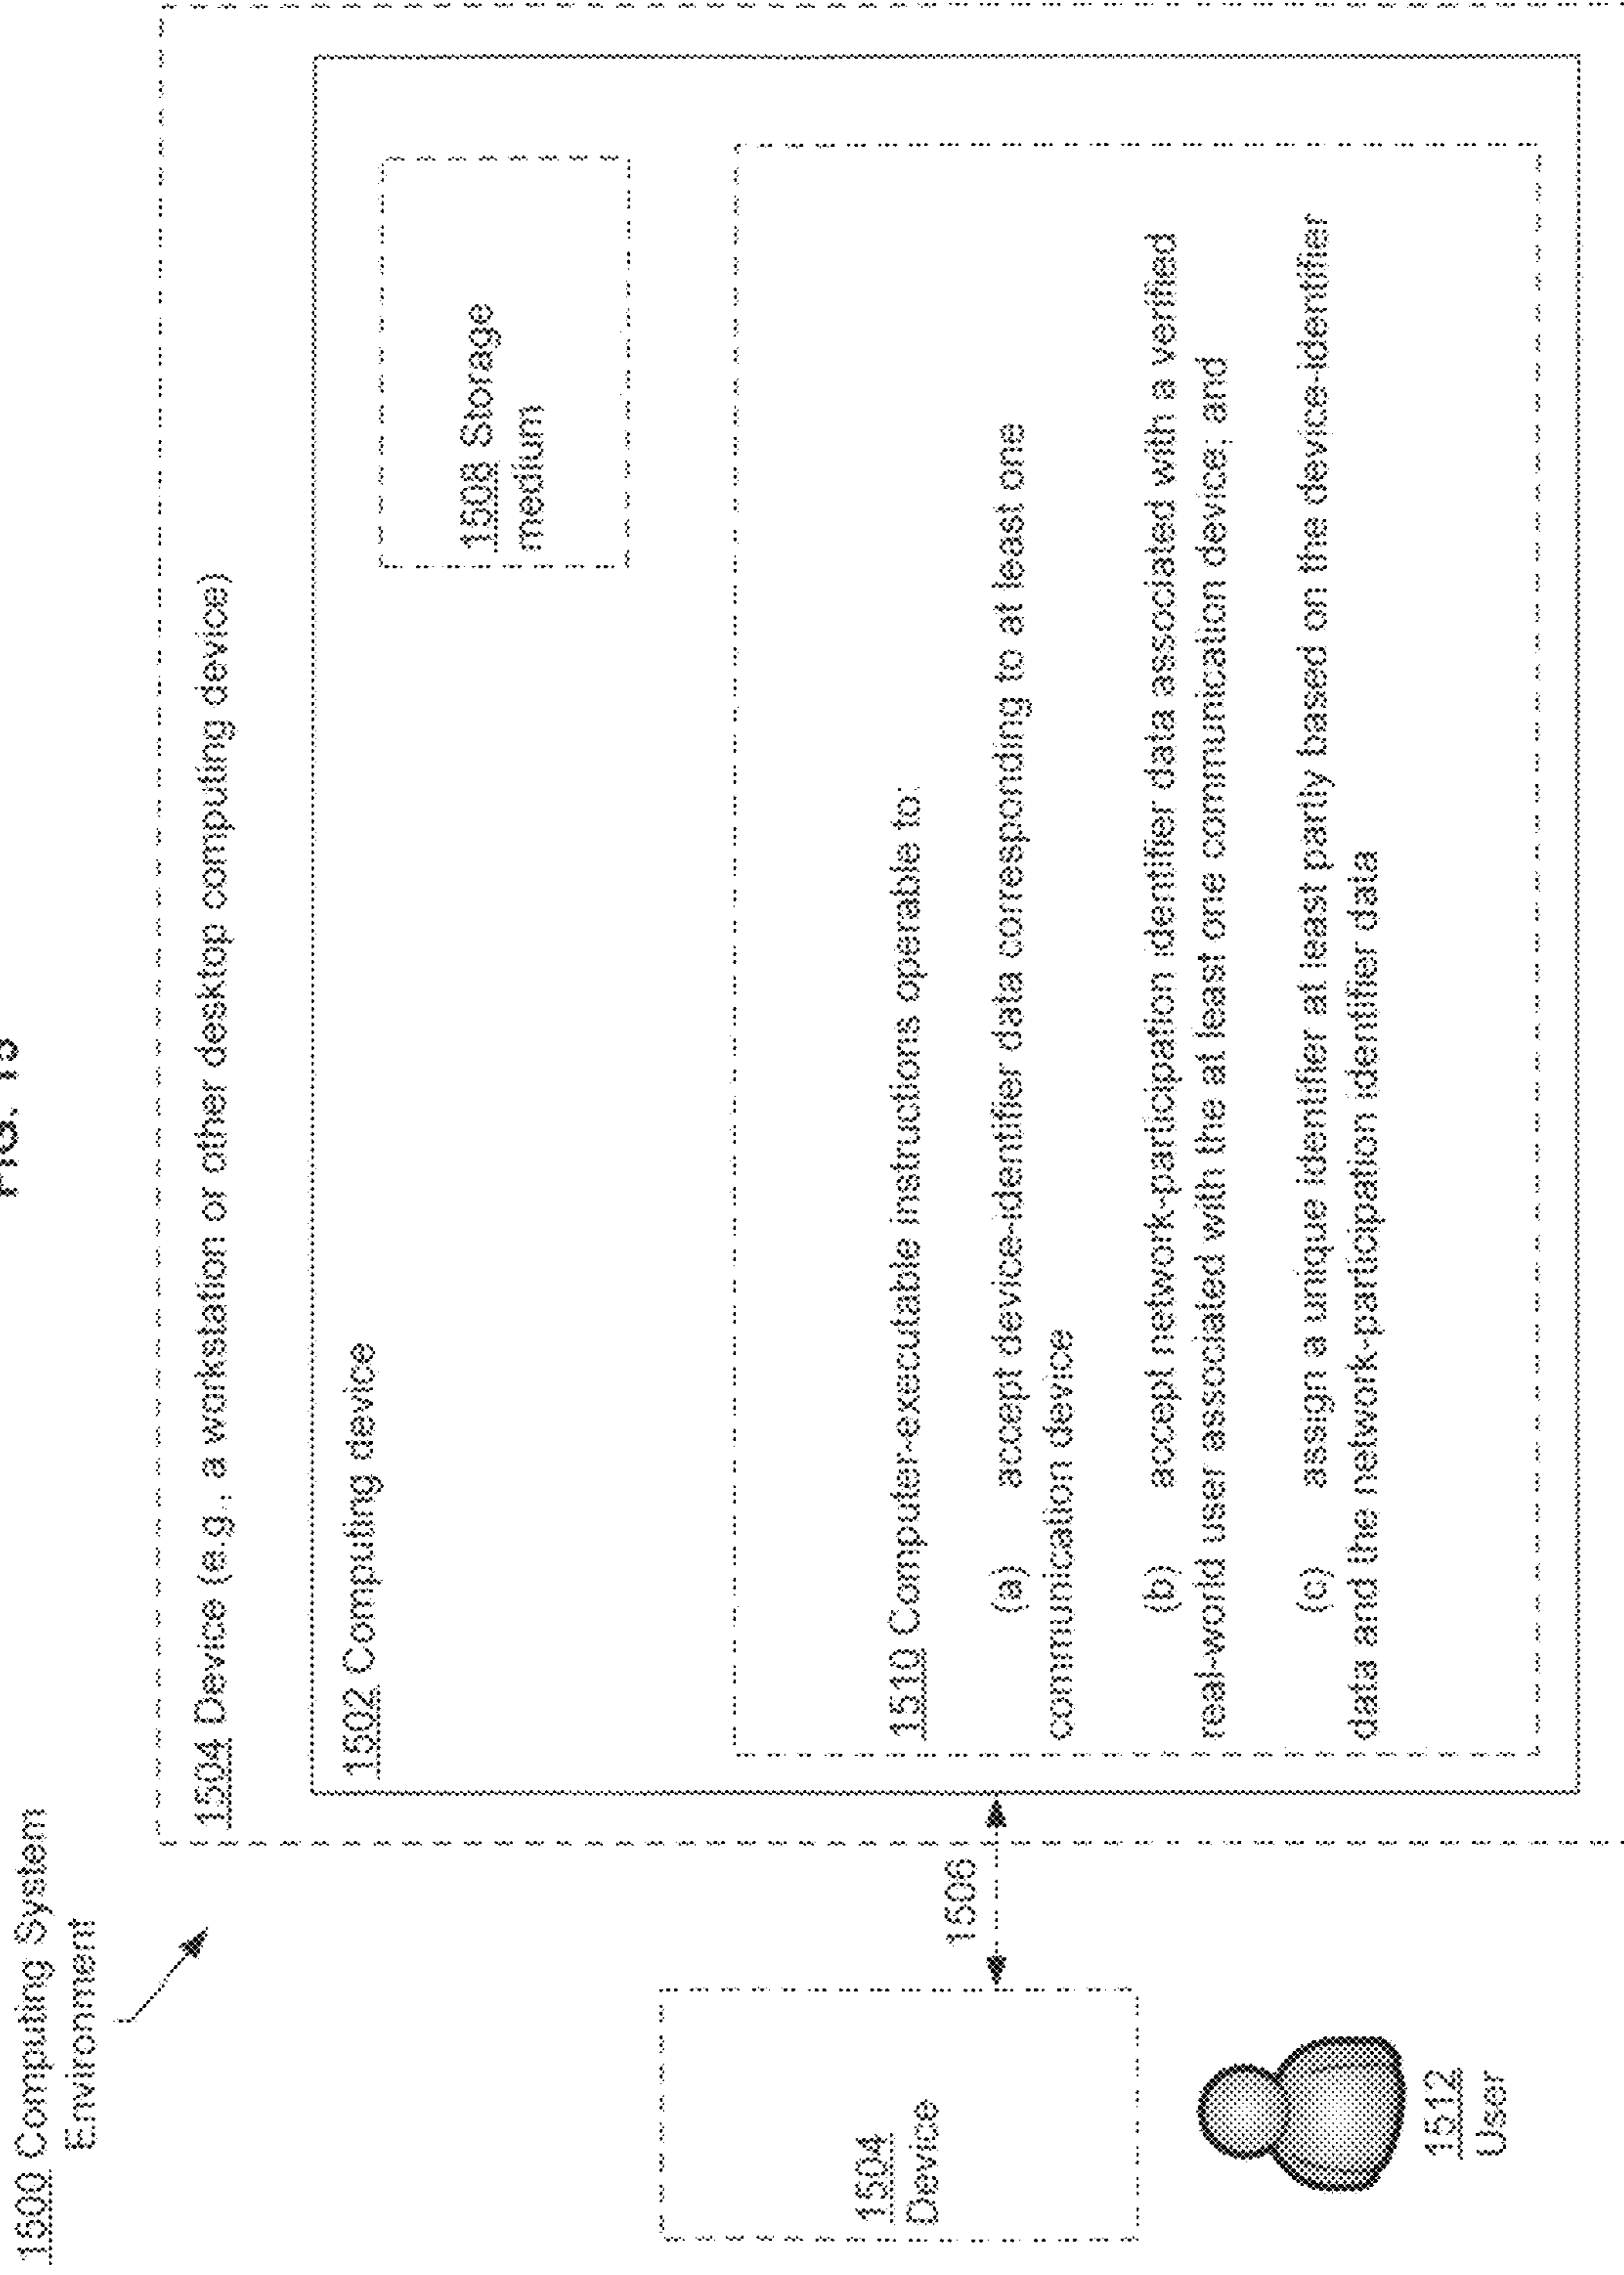 FIG. 15
1500 Computing System
Environment
1504 Device (e.g., a workstation or other desktop computing device)
1502 Computing device
1508 Storage
medium
1510 Computer-executable instructions operable to:
(a) accept device-identifier data corresponding to at least one
communication device
(b) accept network-participation identifier data associated with a verified
real-world user associated with the at least one communication device; and
(c) assign a unique identifier at least partly based on the device-identifier
data and the network-participation identifier data
1506
1504
Device
1512
User